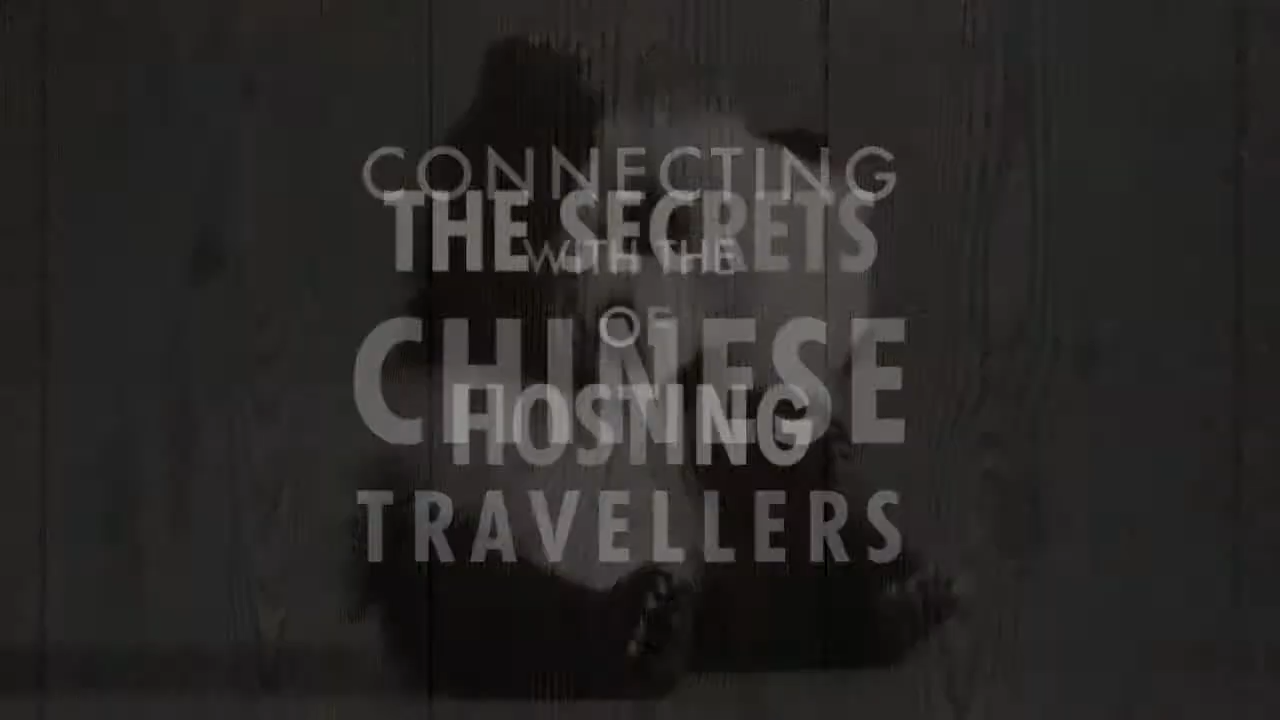 CONNECTING
THE SECRETS
WITH THE
OF
CHINESE
HOSTING
TRAVELLERS